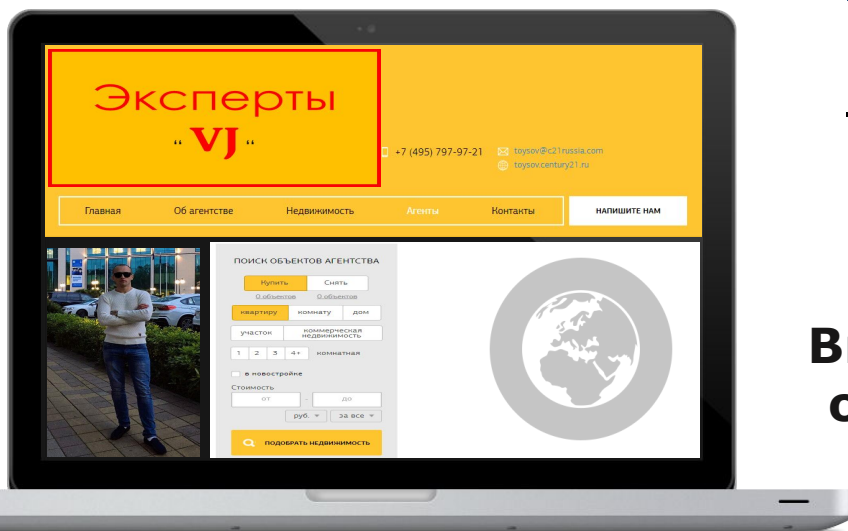 Эксперты
“ VJ “
+7 (495) 797-97-21
toysov@c21russia.com
toysov.century21.ru
Главная
Об агентстве
Недвижимость
Агенты
Контакты
НАПИШИТЕ НАМ
ПОИСК ОБЪЕКТОВ АГЕНТСТВА
Купить
Снять
0 объектов
0 объектов
квартиру
комнату
дом
участок
коммерческая
недвижимость
1 2 3 4+ комнатная
в новостройке
Стоимость
от - до
руб. за все
ПОДОБРАТЬ НЕДВИЖИМОСТЬ